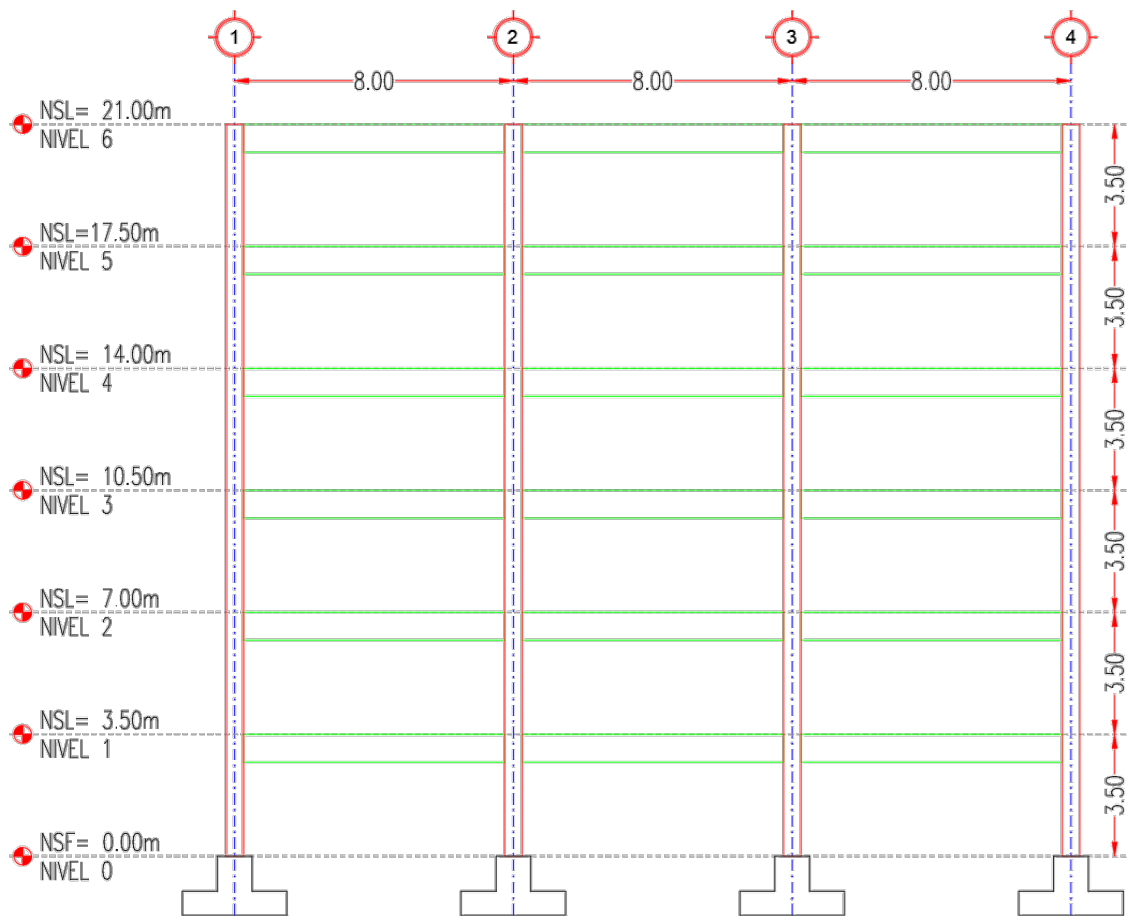 1 2 3 4
8.00 8.00 8.00
NSL= 21.00m
NIVEL 6
3.50
NSL=17.50m
NIVEL 5
3.50
NSL= 14.00m
NIVEL 4
3.50
NSL= 10.50m
NIVEL 3
3.50
NSL= 7.00m
NIVEL 2
3.50
NSL= 3.50m
NIVEL 1
3.50
NSF= 0.00m
NIVEL 0